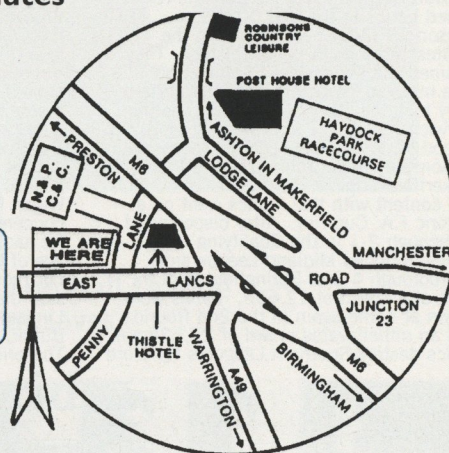 ROBINSONS
COUNTRY
LEISURE
POST HOUSE HOTEL
HAYDOCK
PARK
RACECOURSE
ASHTON IN MAKERFIELD
LODGE LANE
PRESTON
M6
N.& P.
C.& C.
LANE
WE ARE
HERE
MANCHESTER
EAST
LANCS
ROAD
JUNCTION
23
PENNY
THISTLE
HOTEL
WARRINGTON
A49
BIRMINGHAM
M6